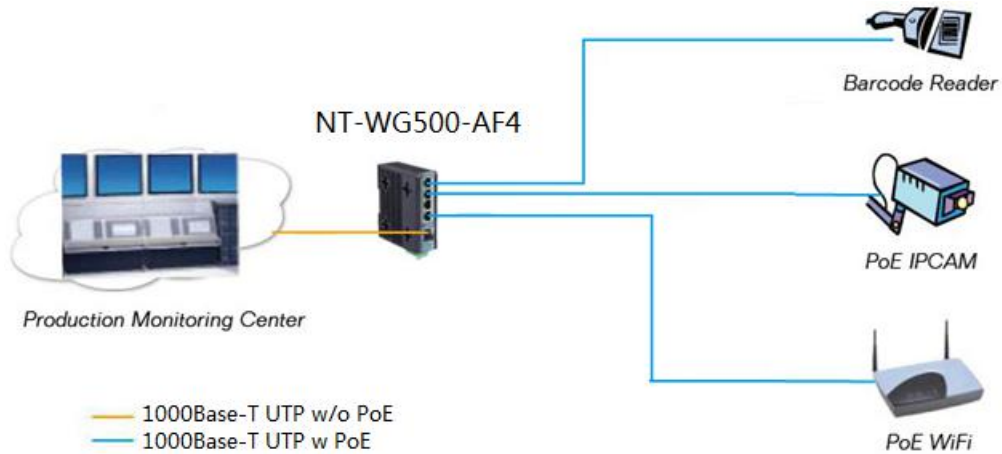 Barcode Reader
NT-WG500-AF4
PoE IPCAM
Production Monitoring Center
1000Base-T UTP w/o PoE
1000Base-T UTP w PoE
PoE WiFi